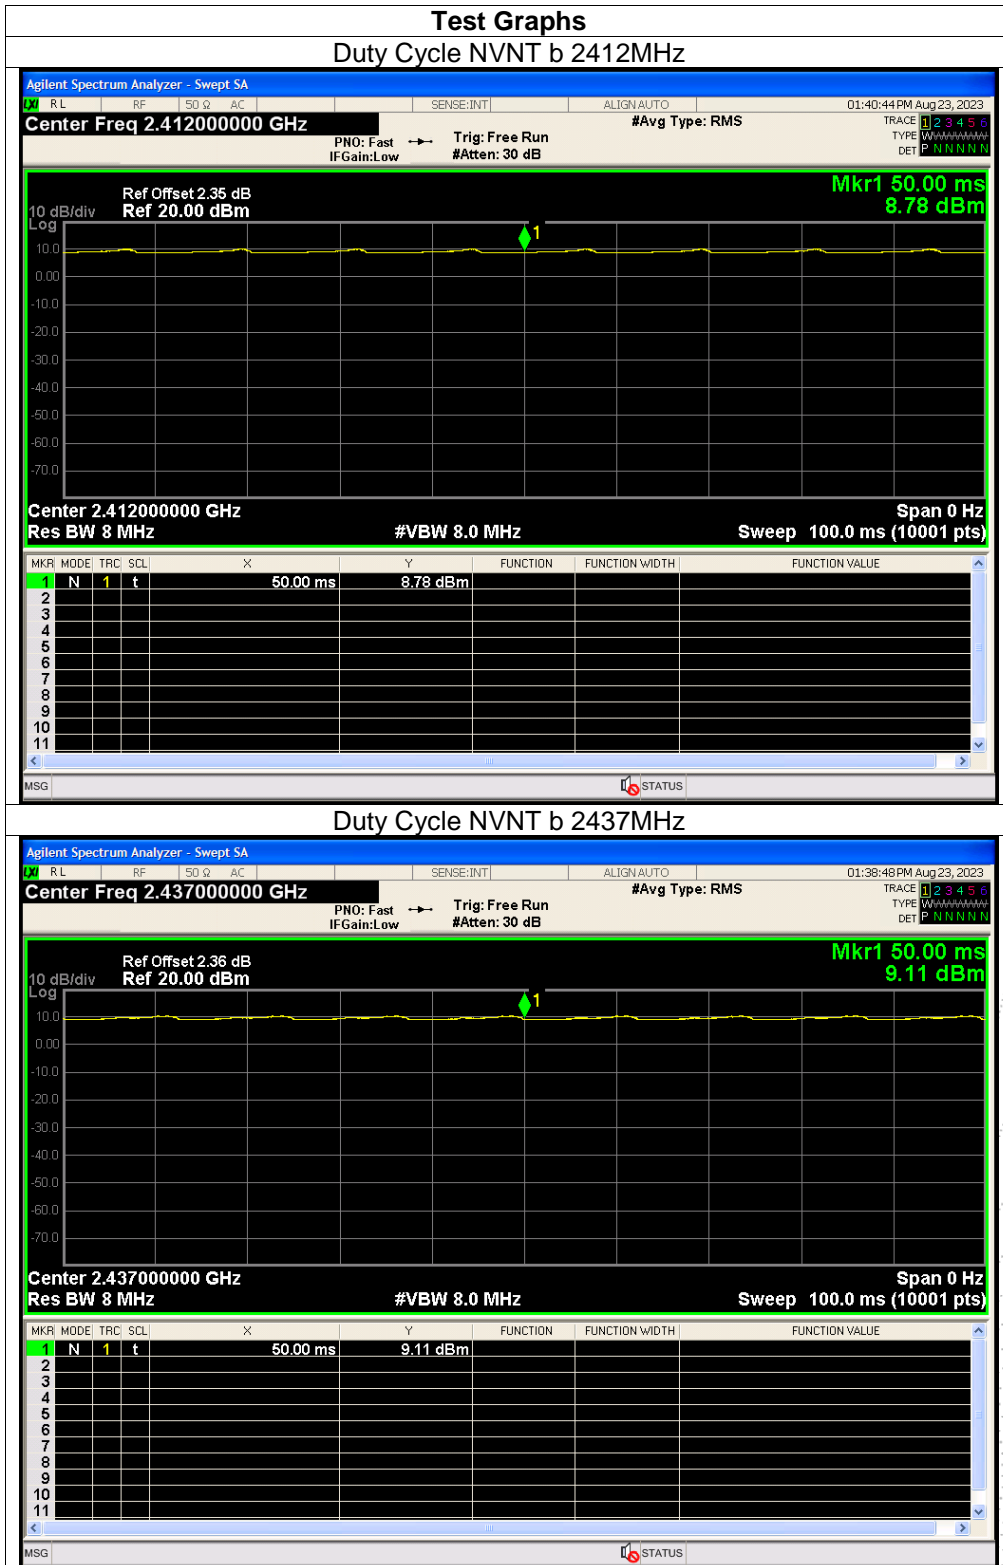 Test Graphs
Duty Cycle NVNT b 2412MHz
Agilent Spectrum Analyzer - Swept SA
LXI RL RF 50 Ω AC SENSE:INT ALIGN AUTO 01:40:44 PM Aug 23, 2023
Center Freq 2.412000000 GHz #Avg Type: RMS TRACE 1 2 3 4 5 6
PNO: Fast Trig: Free Run TYPE WWWWWW
IFGain:Low #Atten: 30 dB DET P N N N N N
Mkr1 50.00 ms
Ref Offset 2.35 dB
10 dB/div Ref 20.00 dBm 8.78 dBm
Log
1
10.0
0.00
-10.0
-20.0
-30.0
-40.0
-50.0
-60.0
-70.0
Center 2.412000000 GHz Span 0 Hz
Res BW 8 MHz #VBW 8.0 MHz Sweep 100.0 ms (10001 pts)
MKR MODE TRC SCL X Y FUNCTION FUNCTION WIDTH FUNCTION VALUE
1 N 1 t 50.00 ms 8.78 dBm
2
3
4
5
6
7
8
9
10
11
MSG STATUS
Duty Cycle NVNT b 2437MHz
Agilent Spectrum Analyzer - Swept SA
LXI RL RF 50 Ω AC SENSE:INT ALIGN AUTO 01:38:48 PM Aug 23, 2023
Center Freq 2.437000000 GHz #Avg Type: RMS TRACE 1 2 3 4 5 6
PNO: Fast Trig: Free Run TYPE WWWWWW
IFGain:Low #Atten: 30 dB DET P N N N N N
Mkr1 50.00 ms
Ref Offset 2.36 dB
10 dB/div Ref 20.00 dBm 9.11 dBm
Log
1
10.0
0.00
-10.0
-20.0
-30.0
-40.0
-50.0
-60.0
-70.0
Center 2.437000000 GHz Span 0 Hz
Res BW 8 MHz #VBW 8.0 MHz Sweep 100.0 ms (10001 pts)
MKR MODE TRC SCL X Y FUNCTION FUNCTION WIDTH FUNCTION VALUE
1 N 1 t 50.00 ms 9.11 dBm
2
3
4
5
6
7
8
9
10
11
MSG STATUS